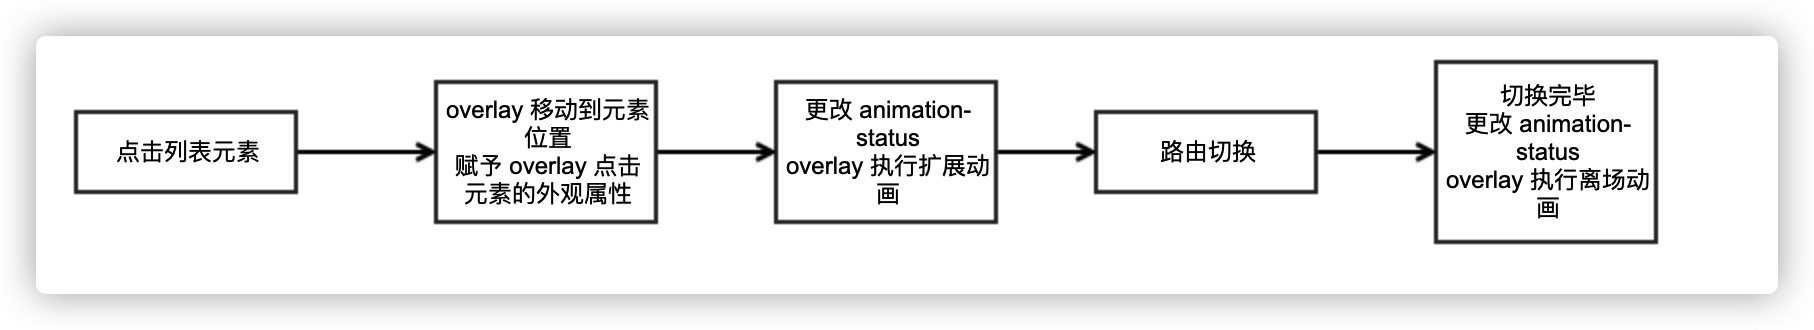 点击列表元素
overlay 移动到元素
位置
赋予 overlay 点击
元素的外观属性
更改 animation-
status
overlay 执行扩展动
画
路由切换
切换完毕
更改 animation-
status
overlay 执行离场动
画